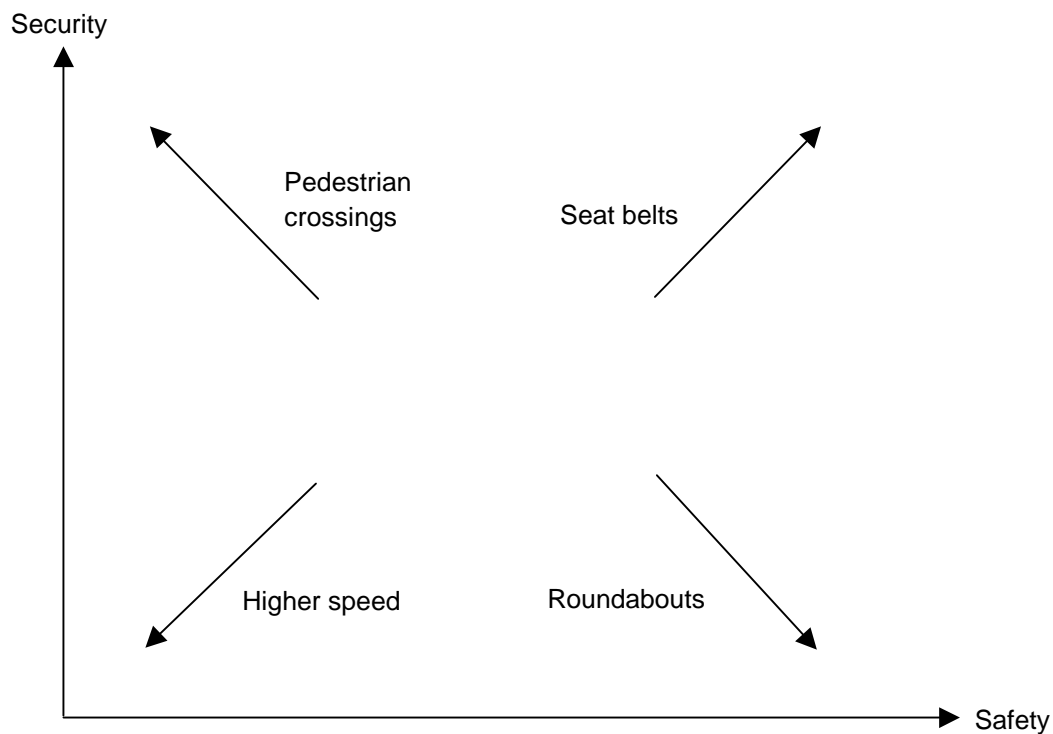 Security
Pedestrian
crossings
Seat belts
Higher speed
Roundabouts
Safety